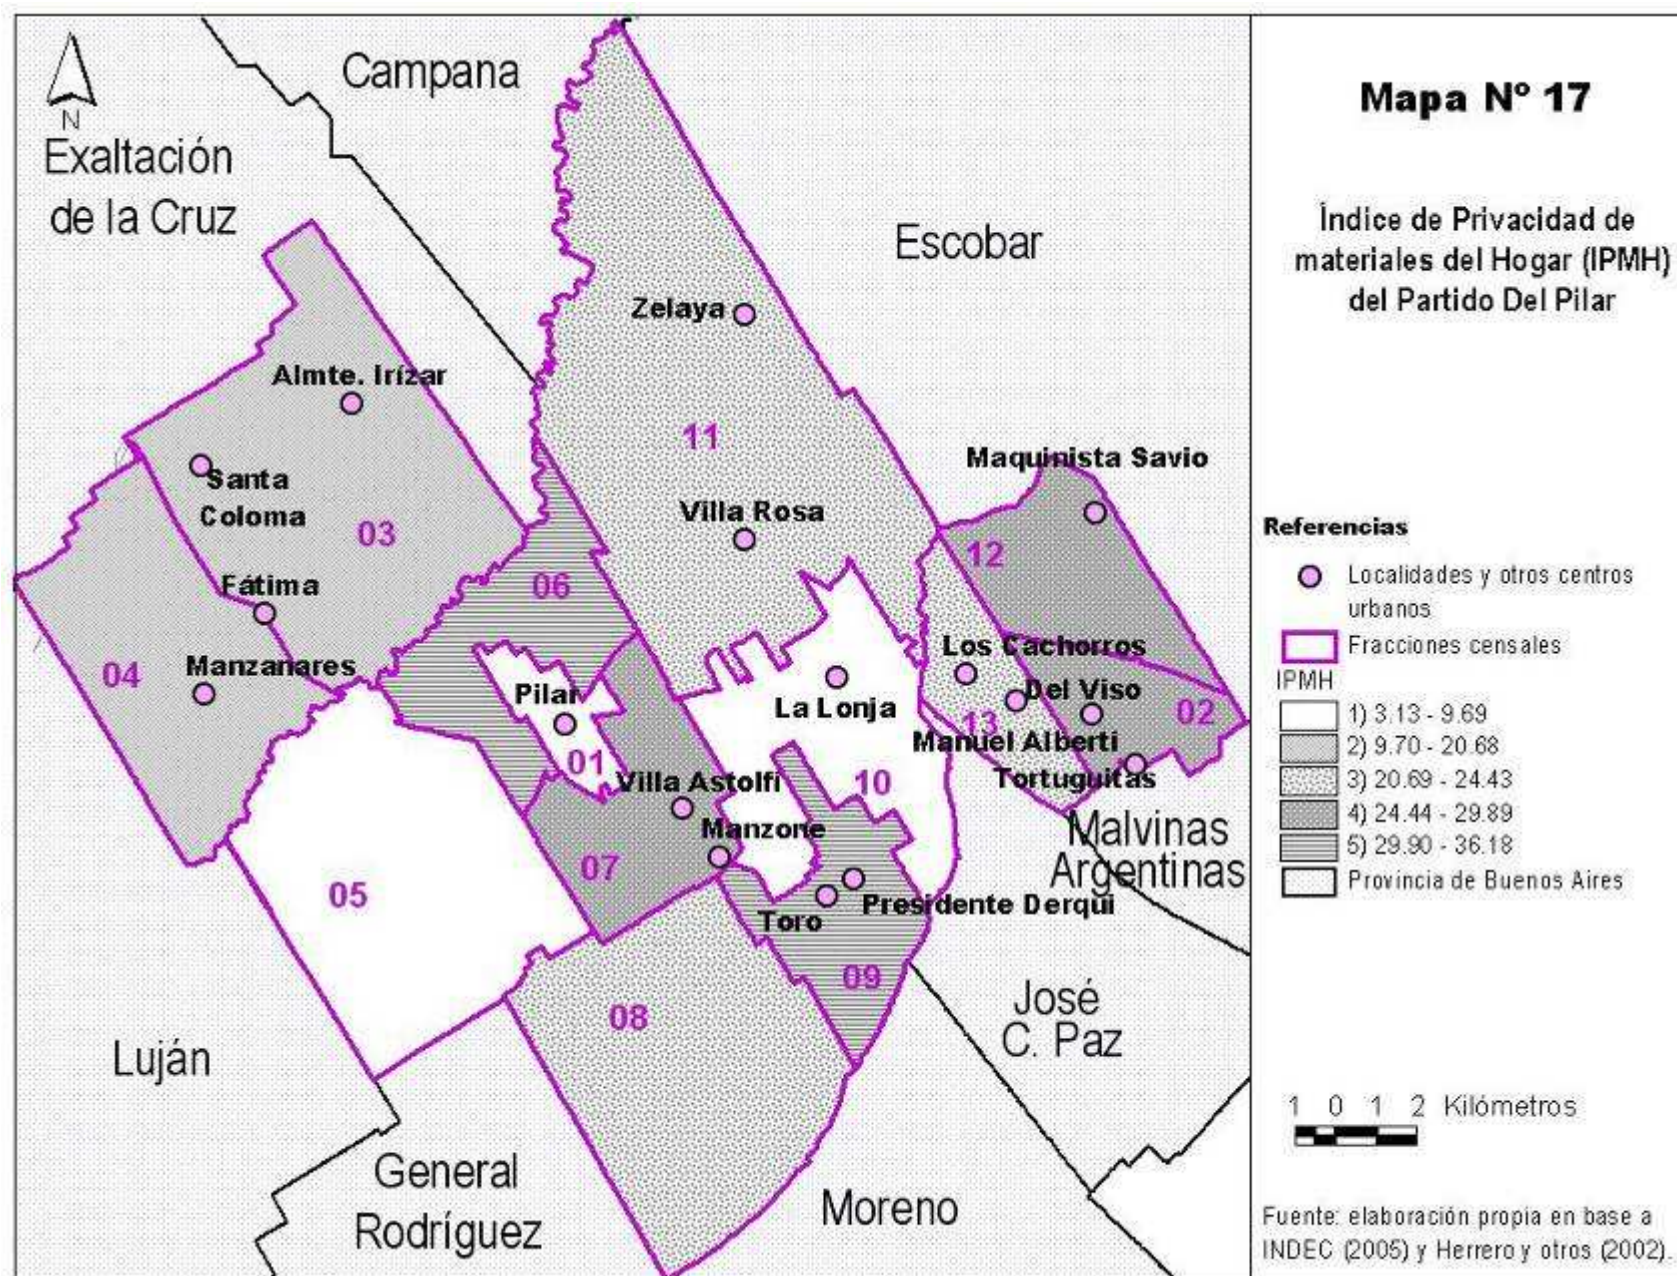 Mapa Nº 17
Índice de Privacidad de
materiales del Hogar (IPMH)
del Partido Del Pilar
Campana
N
Exaltación
de la Cruz
Escobar
Zelaya
Almte. Irízar
11
Maquinista Savio
Santa
Coloma
03
Villa Rosa
12
Fátima
06
04
Manzanares
Los Cachorros
Pilar
La Lonja
Del Viso
02
13
Manuel Alberti
01
Villa Astolfi
10
Tortuguitas
Manzone
Malvinas
Argentinas
07
05
Presidente Derqui
Toro
09
08
José
C. Paz
Luján
General
Rodríguez
Moreno
Referencias
Localidades y otros centros
urbanos
Fracciones censales
IPMH
1) 3.13 - 9.69
2) 9.70 - 20.68
3) 20.69 - 24.43
4) 24.44 - 29.89
5) 29.90 - 36.18
Provincia de Buenos Aires
1 0 1 2 Kilómetros
Fuente: elaboración propia en base a
INDEC (2005) y Herrero y otros (2002).